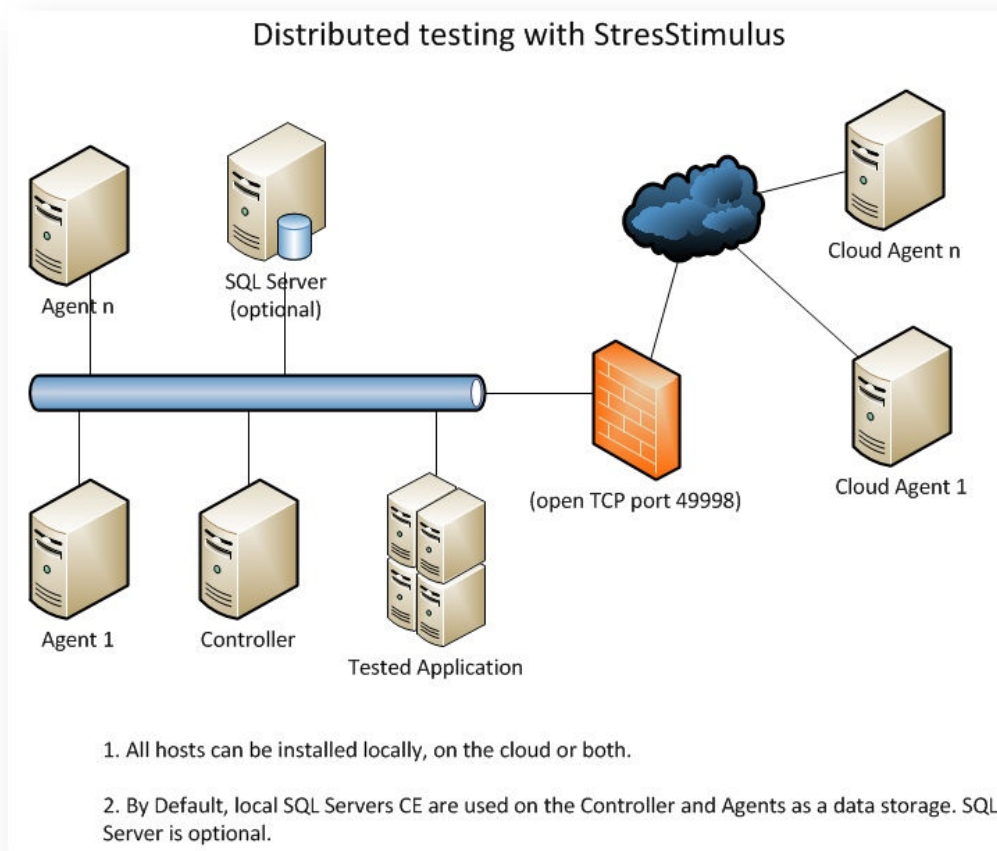 Distributed testing with StresStimulus
Agent n
SQL Server
(optional)
Cloud Agent n
(open TCP port 49998)
Cloud Agent 1
Agent 1
Controller
Tested Application
1. All hosts can be installed locally, on the cloud or both.
2. By Default, local SQL Servers CE are used on the Controller and Agents as a data storage. SQL
Server is optional.